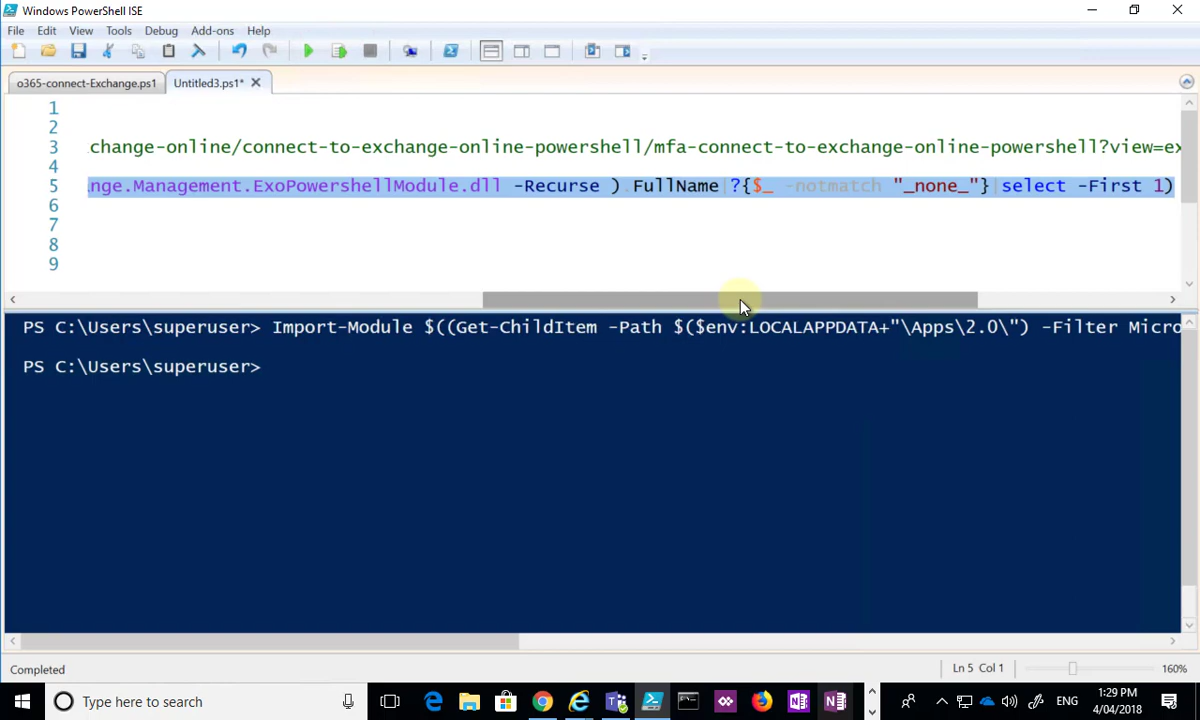 Windows PowerShell ISE
File Edit View Tools Debug Add-ons Help
o365-connect-Exchange.ps1 Untitled3.ps1*
1
2
3 change-online/connect-to-exchange-online-powershell/mfa-connect-to-exchange-online-powershell?view=ex
4
5 nge.Management.ExoPowershellModule.dll -Recurse ).FullName|?{$_ -notmatch "_none_"}|select -First 1)
6
7
8
9
PS C:\Users\superuser> Import-Module $((Get-ChildItem -Path $($env:LOCALAPPDATA+"\Apps\2.0\") -Filter Micro
PS C:\Users\superuser>
Completed Ln 5 Col 1 160%
Type here to search ENG 1:29 PM
4/04/2018